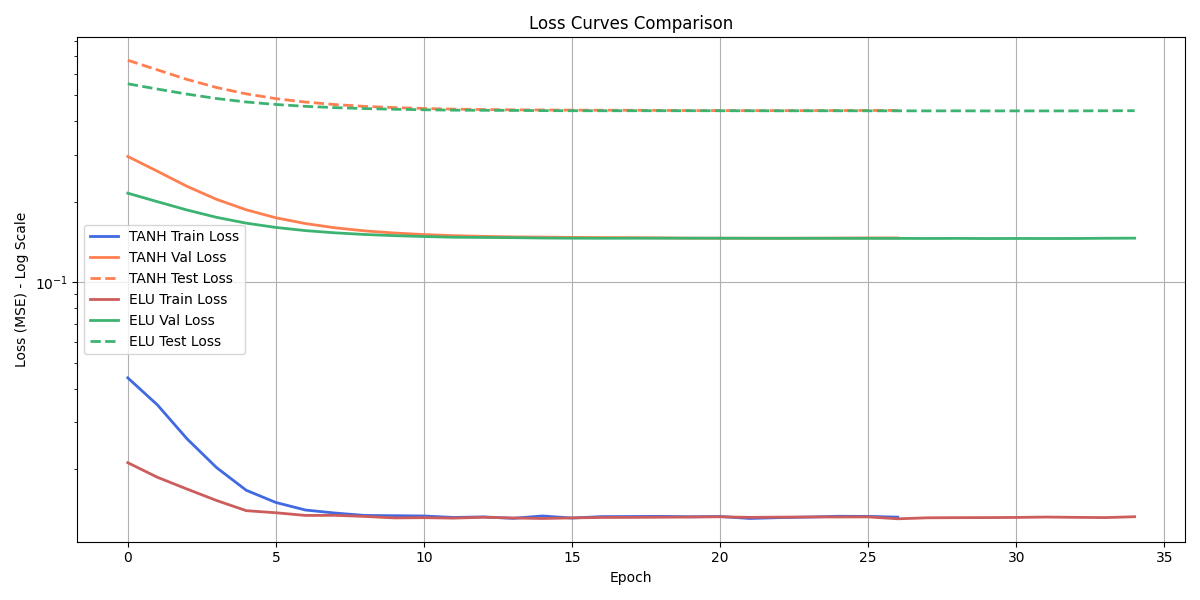 Loss Curves Comparison
Loss (MSE) - Log Scale
10⁻¹
TANH Train Loss
TANH Val Loss
TANH Test Loss
ELU Train Loss
ELU Val Loss
ELU Test Loss
0 5 10 15 20 25 30 35
Epoch